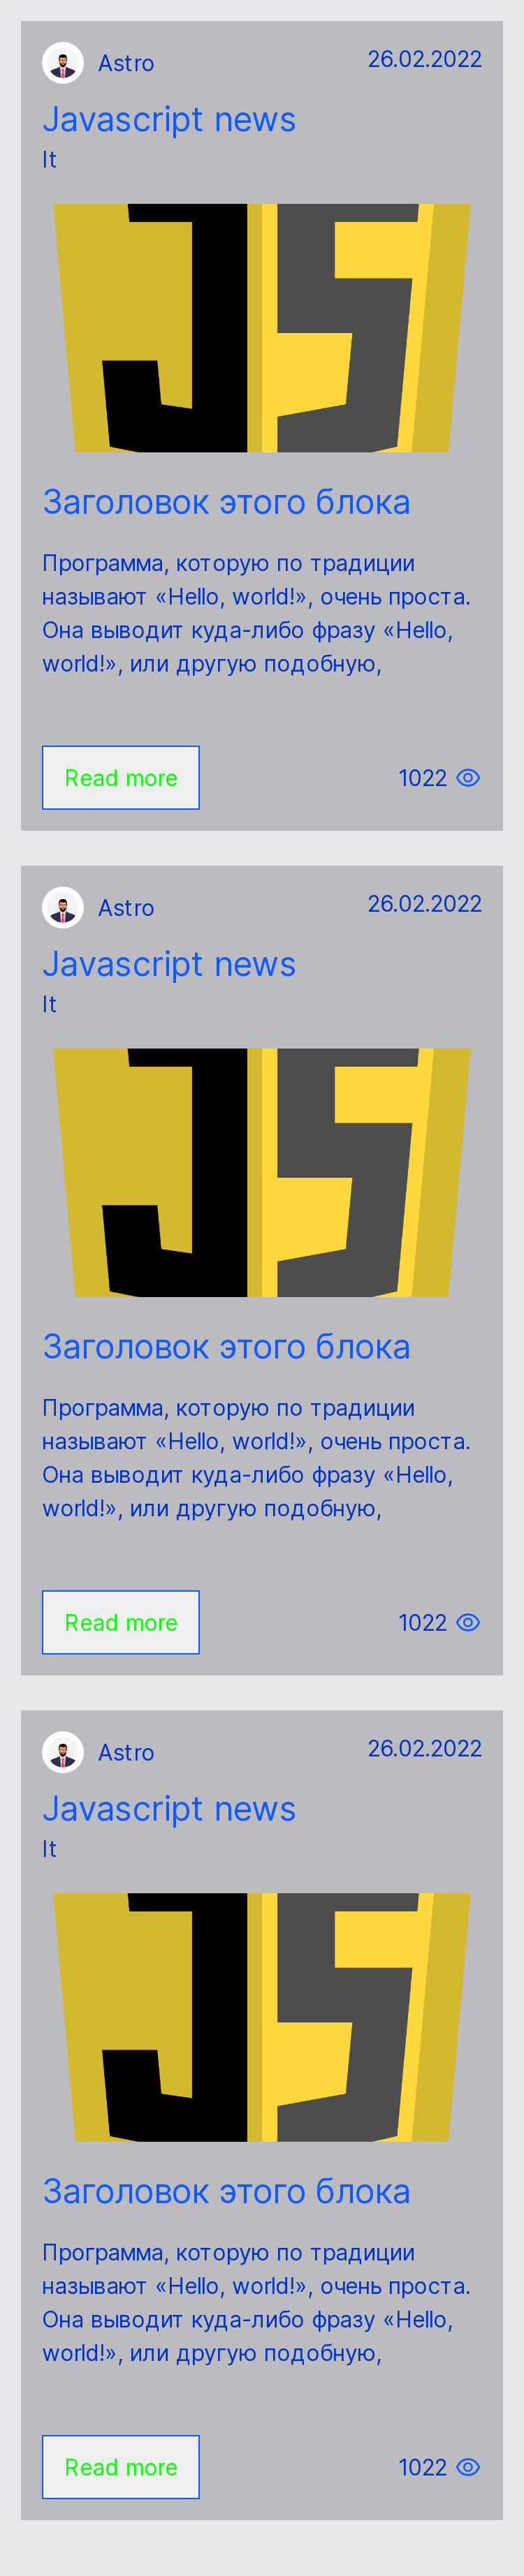 Astro
26.02.2022
Javascript news
It
JS
Заголовок этого блока
Программа, которую по традиции
называют «Hello, world!», очень проста.
Она выводит куда-либо фразу «Hello,
world!», или другую подобную,
Read more
1022
Astro
26.02.2022
Javascript news
It
JS
Заголовок этого блока
Программа, которую по традиции
называют «Hello, world!», очень проста.
Она выводит куда-либо фразу «Hello,
world!», или другую подобную,
Read more
1022
Astro
26.02.2022
Javascript news
It
JS
Заголовок этого блока
Программа, которую по традиции
называют «Hello, world!», очень проста.
Она выводит куда-либо фразу «Hello,
world!», или другую подобную,
Read more
1022